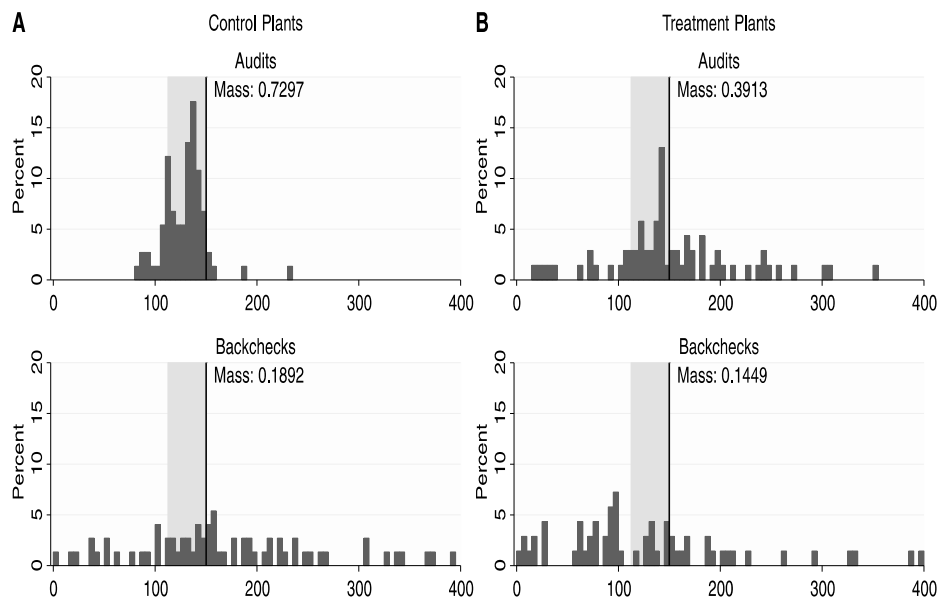 A Control Plants
Audits
Mass: 0.7297
Percent
20
15
10
5
0
0 100 200 300 400
Backchecks
Mass: 0.1892
Percent
20
15
10
5
0
0 100 200 300 400
B Treatment Plants
Audits
Mass: 0.3913
Percent
20
15
10
5
0
0 100 200 300 400
Backchecks
Mass: 0.1449
Percent
20
15
10
5
0
0 100 200 300 400